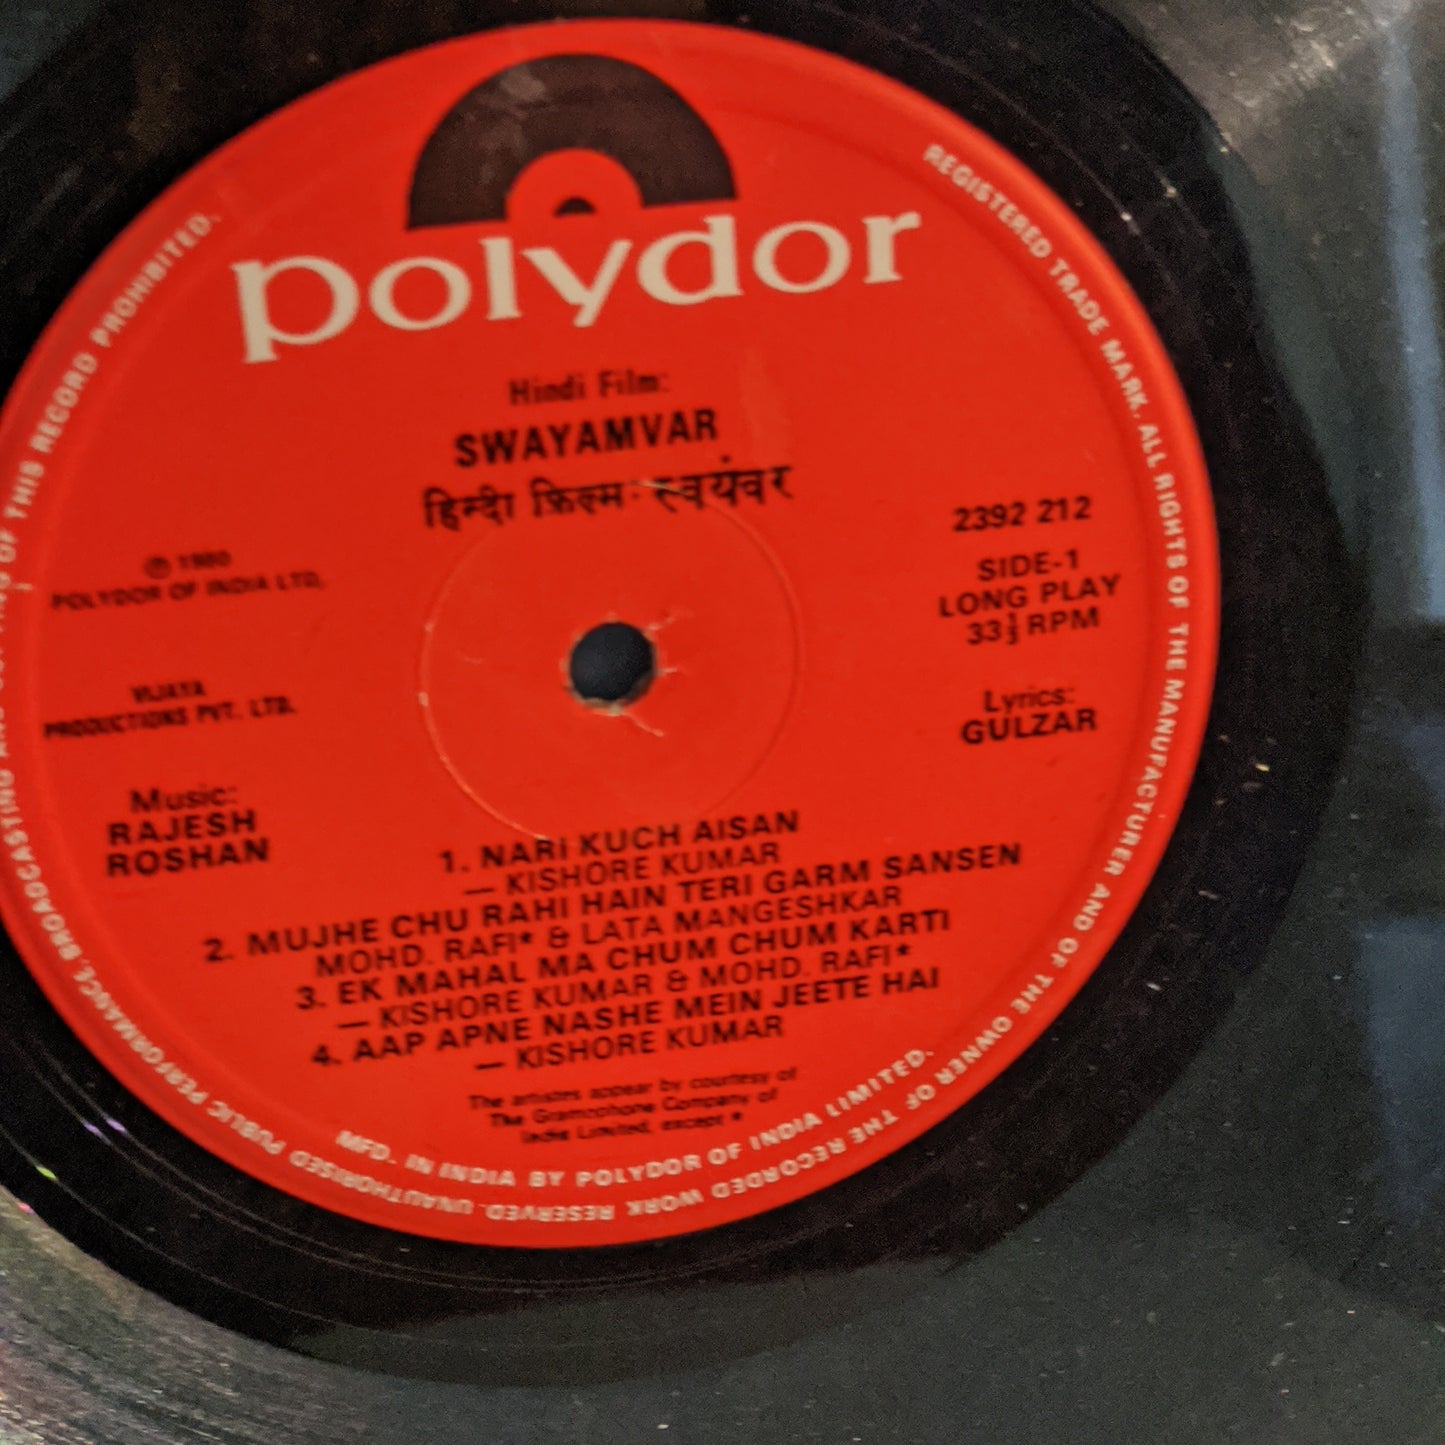 polydor
Hindi Film:
SWAYAMVAR
हिन्दी फ़िल्म: स्वयंवर
℗ 1980
POLYDOR OF INDIA LTD.
VIJAYA
PRODUCTIONS PVT. LTD.
Music:
RAJESH
ROSHAN
2392 212
SIDE-1
LONG PLAY
33⅓ RPM
Lyrics:
GULZAR
1. NARI KUCH AISAN
— KISHORE KUMAR
2. MUJHE CHU RAHI HAIN TERI GARM SANSEN
MOHD. RAFI* & LATA MANGESHKAR
3. EK MAHAL MA CHUM CHUM KARTI
— KISHORE KUMAR & MOHD. RAFI*
4. AAP APNE NASHE MEIN JEETE HAI
— KISHORE KUMAR
The artistes appear by courtesy of
The Gramophone Company of
India Limited, except *
MFD. IN INDIA BY POLYDOR OF INDIA LIMITED.
REGISTERED TRADE MARK. ALL RIGHTS OF THE MANUFACTURER AND OF THE OWNER OF THE RECORDED WORK RESERVED. UNAUTHORISED PUBLIC PERFORMANCE, BROADCASTING AND OF THIS RECORD PROHIBITED.